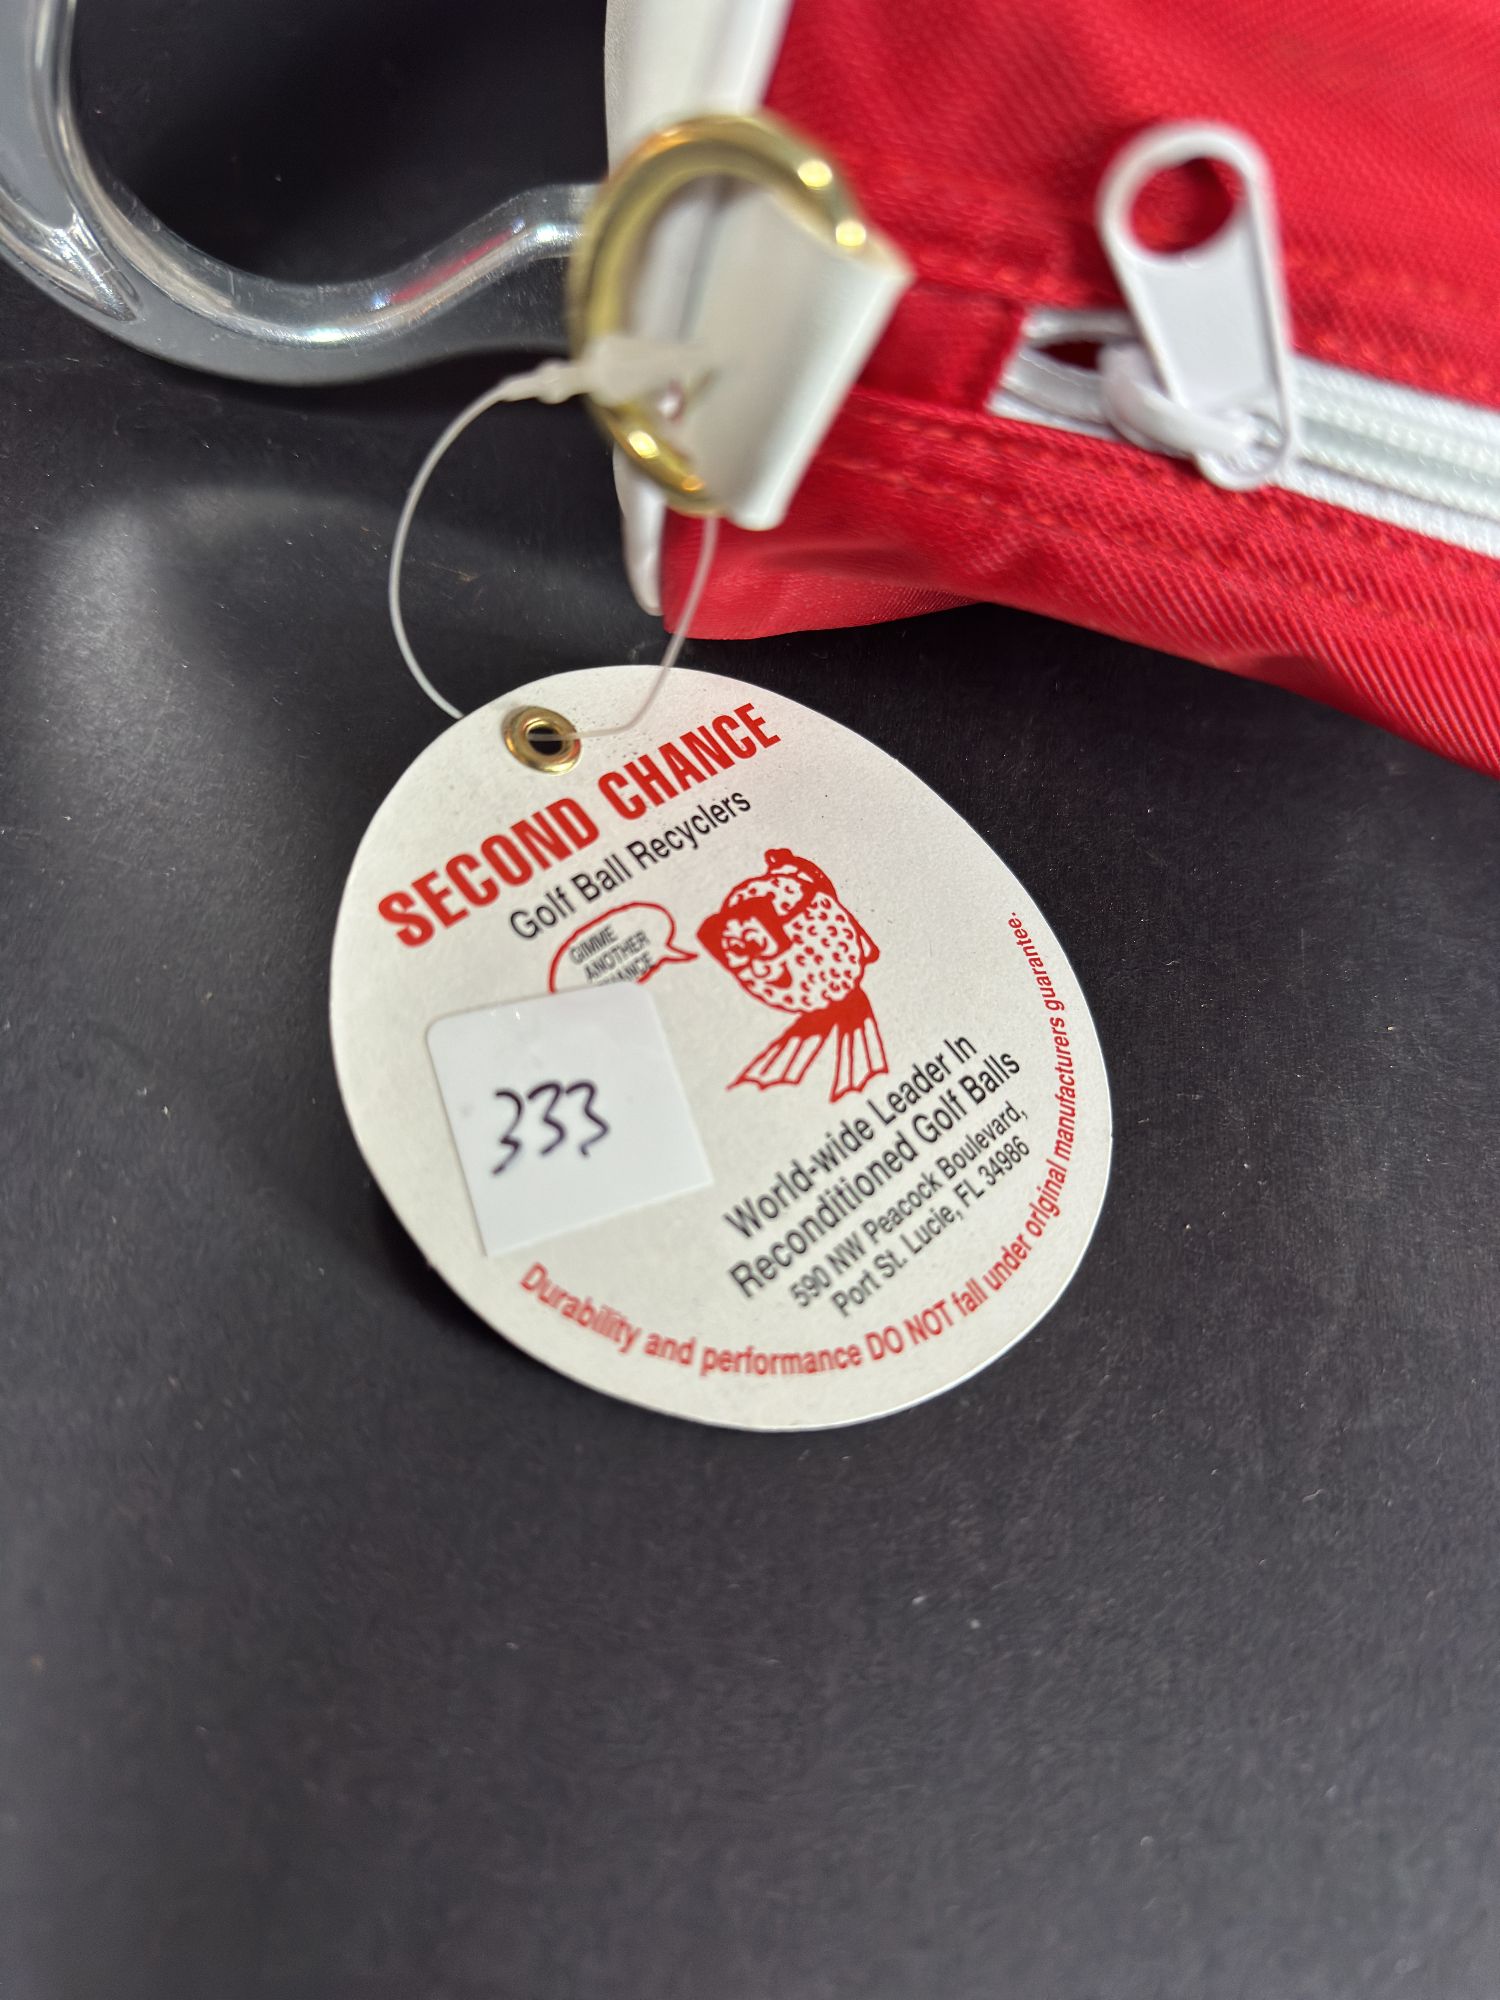 SECOND CHANCE
Golf Ball Recyclers
GIMME
ANOTHER
333
World-wide Leader In
Reconditioned Golf Balls
590 NW Peacock Boulevard,
Port St. Lucie, FL 34986
Durability and performance DO NOT fall under original manufacturers guarantee.